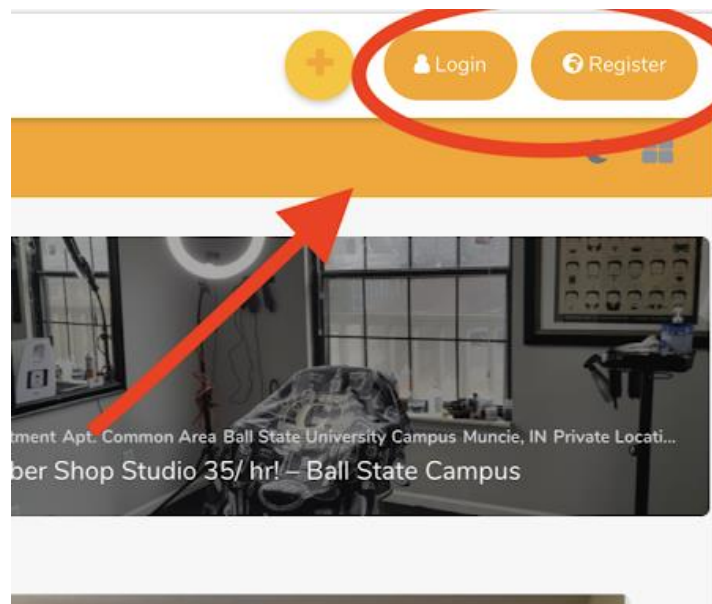 Login
Register
tment Apt. Common Area Ball State University Campus Muncie, IN Private Locati...
ber Shop Studio 35/ hr! – Ball State Campus